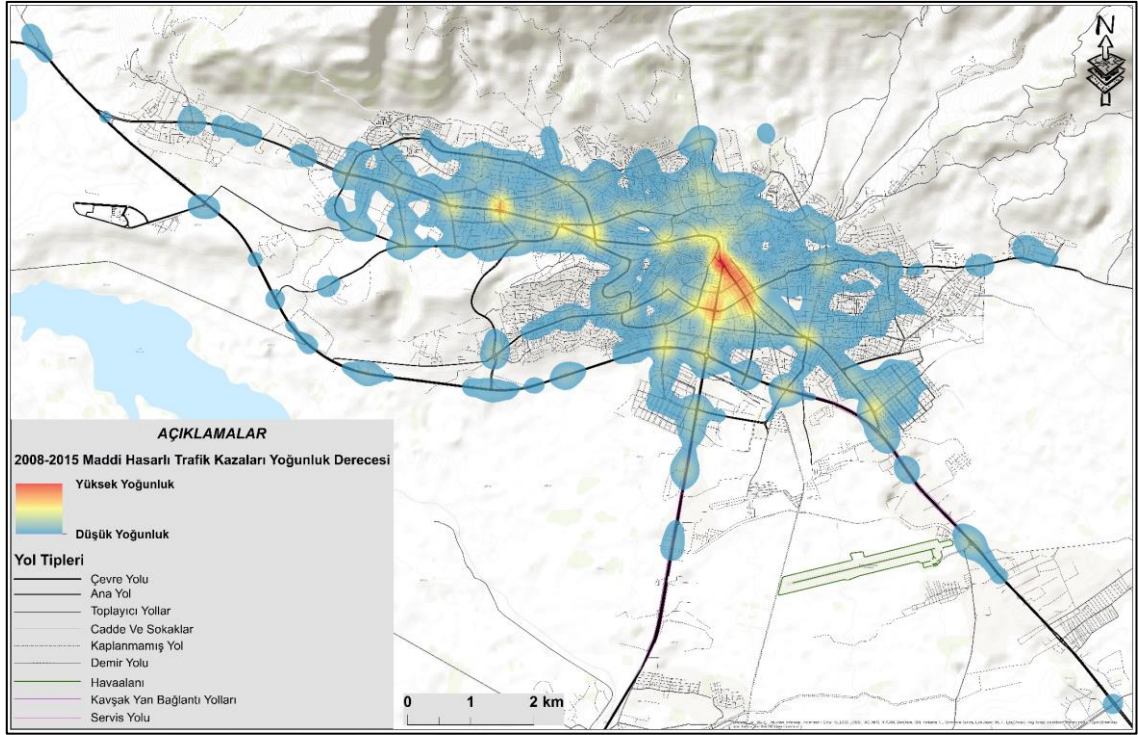 N
AÇIKLAMALAR
2008-2015 Maddi Hasarlı Trafik Kazaları Yoğunluk Derecesi
Yüksek Yoğunluk
Düşük Yoğunluk
Yol Tipleri
Çevre Yolu
Ana Yol
Toplayıcı Yollar
Cadde Ve Sokaklar
Kaplanmamış Yol
Demir Yolu
Havaalanı
Kavşak Yan Bağlantı Yolları
Servis Yolu
0 1 2 km